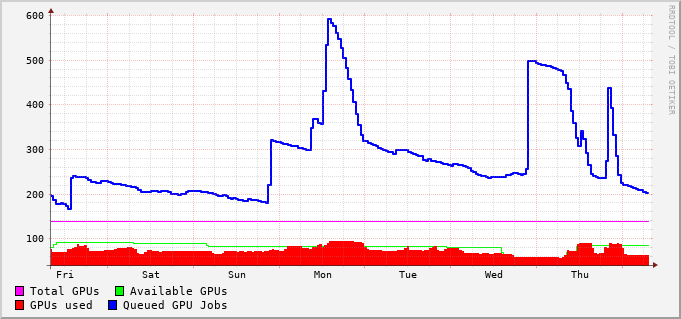 600
500
400
300
200
100
Fri Sat Sun Mon Tue Wed Thu
Total GPUs Available GPUs
GPUs used Queued GPU Jobs
RRDTOOL / TOBI OETIKER